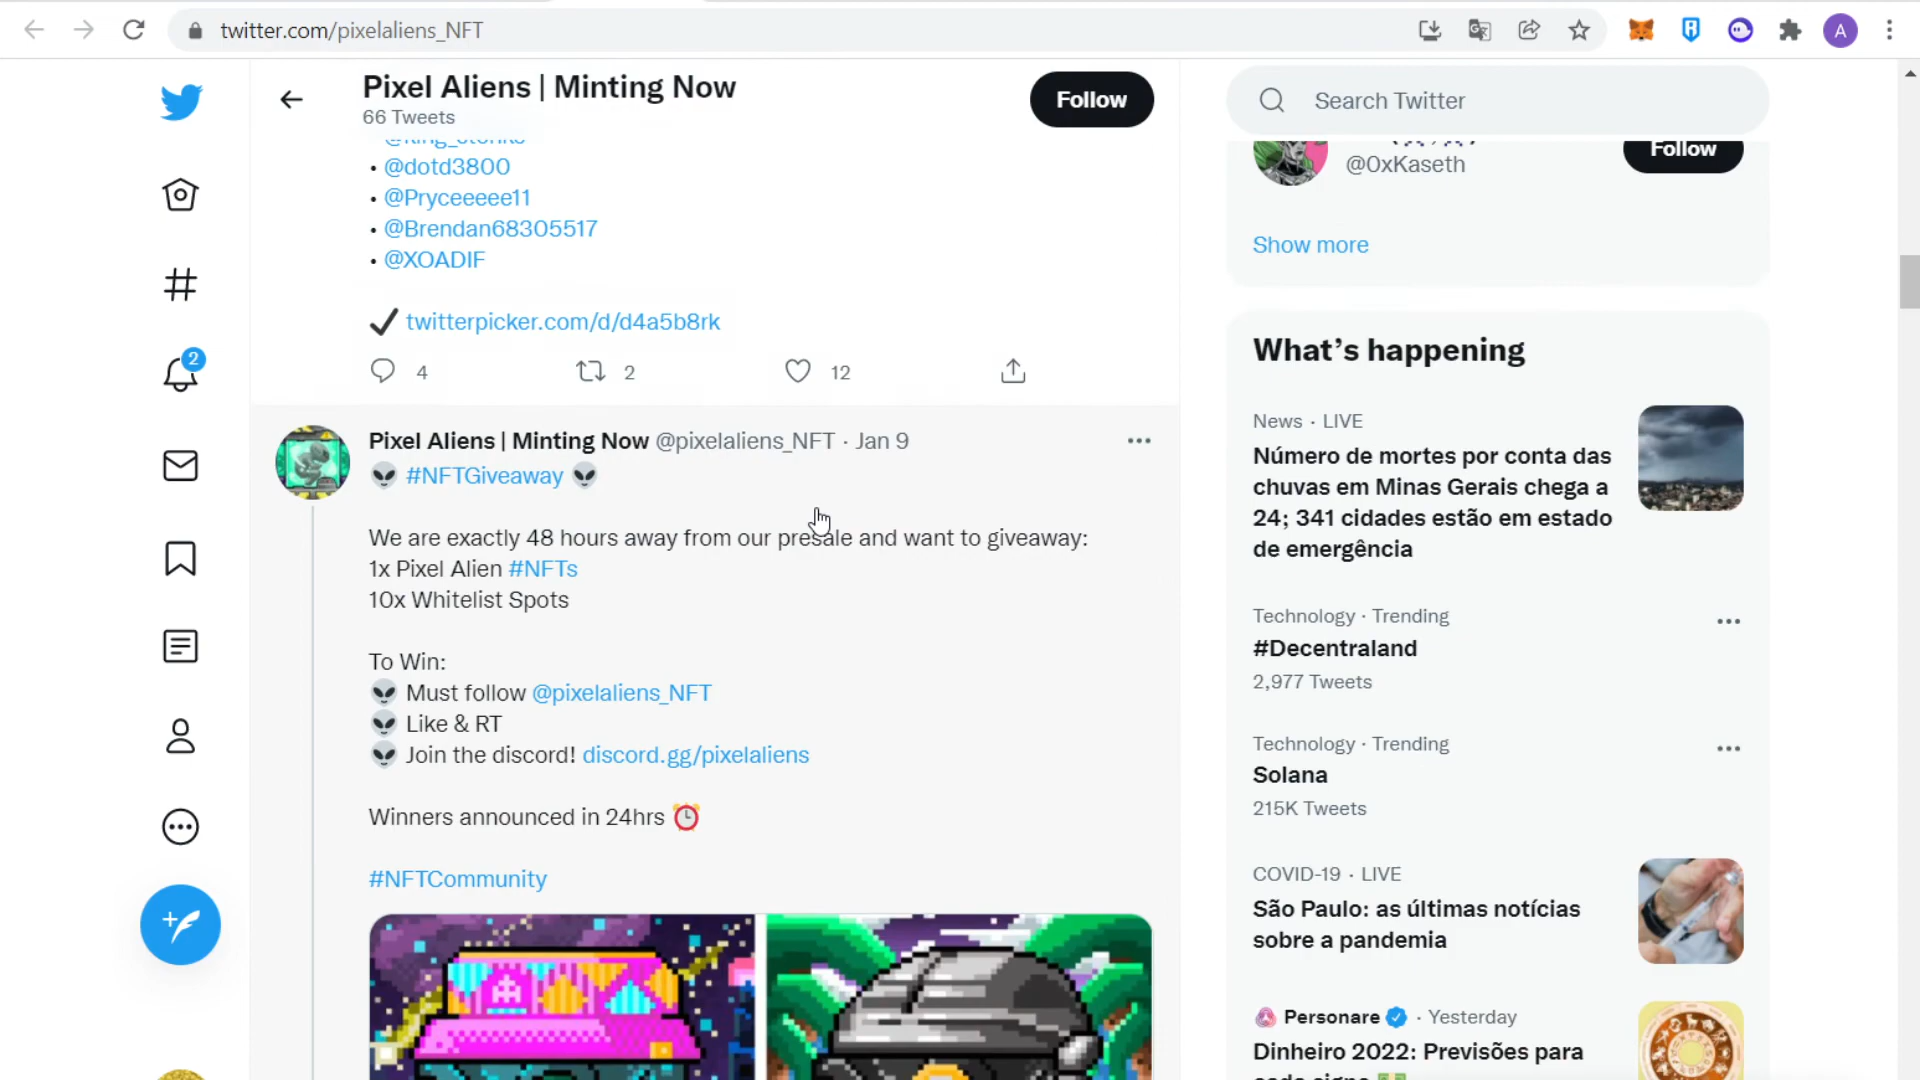 twitter.com/pixelaliens_NFT
A
Pixel Aliens | Minting Now
66 Tweets
Follow
Search Twitter
• @dotd3800
• @Pryceeeee11
• @Brendan68305517
• @XOADIF
twitterpicker.com/d/d4a5b8rk
4
2
12
2
Pixel Aliens | Minting Now @pixelaliens_NFT · Jan 9
#NFTGiveaway
We are exactly 48 hours away from our presale and want to giveaway:
1x Pixel Alien #NFTs
10x Whitelist Spots
To Win:
Must follow @pixelaliens_NFT
Like & RT
Join the discord! discord.gg/pixelaliens
Winners announced in 24hrs
#NFTCommunity
@0xKaseth
Follow
Show more
What's happening
News · LIVE
Número de mortes por conta das
chuvas em Minas Gerais chega a
24; 341 cidades estão em estado
de emergência
Technology · Trending
#Decentraland
2,977 Tweets
Technology · Trending
Solana
215K Tweets
COVID-19 · LIVE
São Paulo: as últimas notícias
sobre a pandemia
Personare · Yesterday
Dinheiro 2022: Previsões para